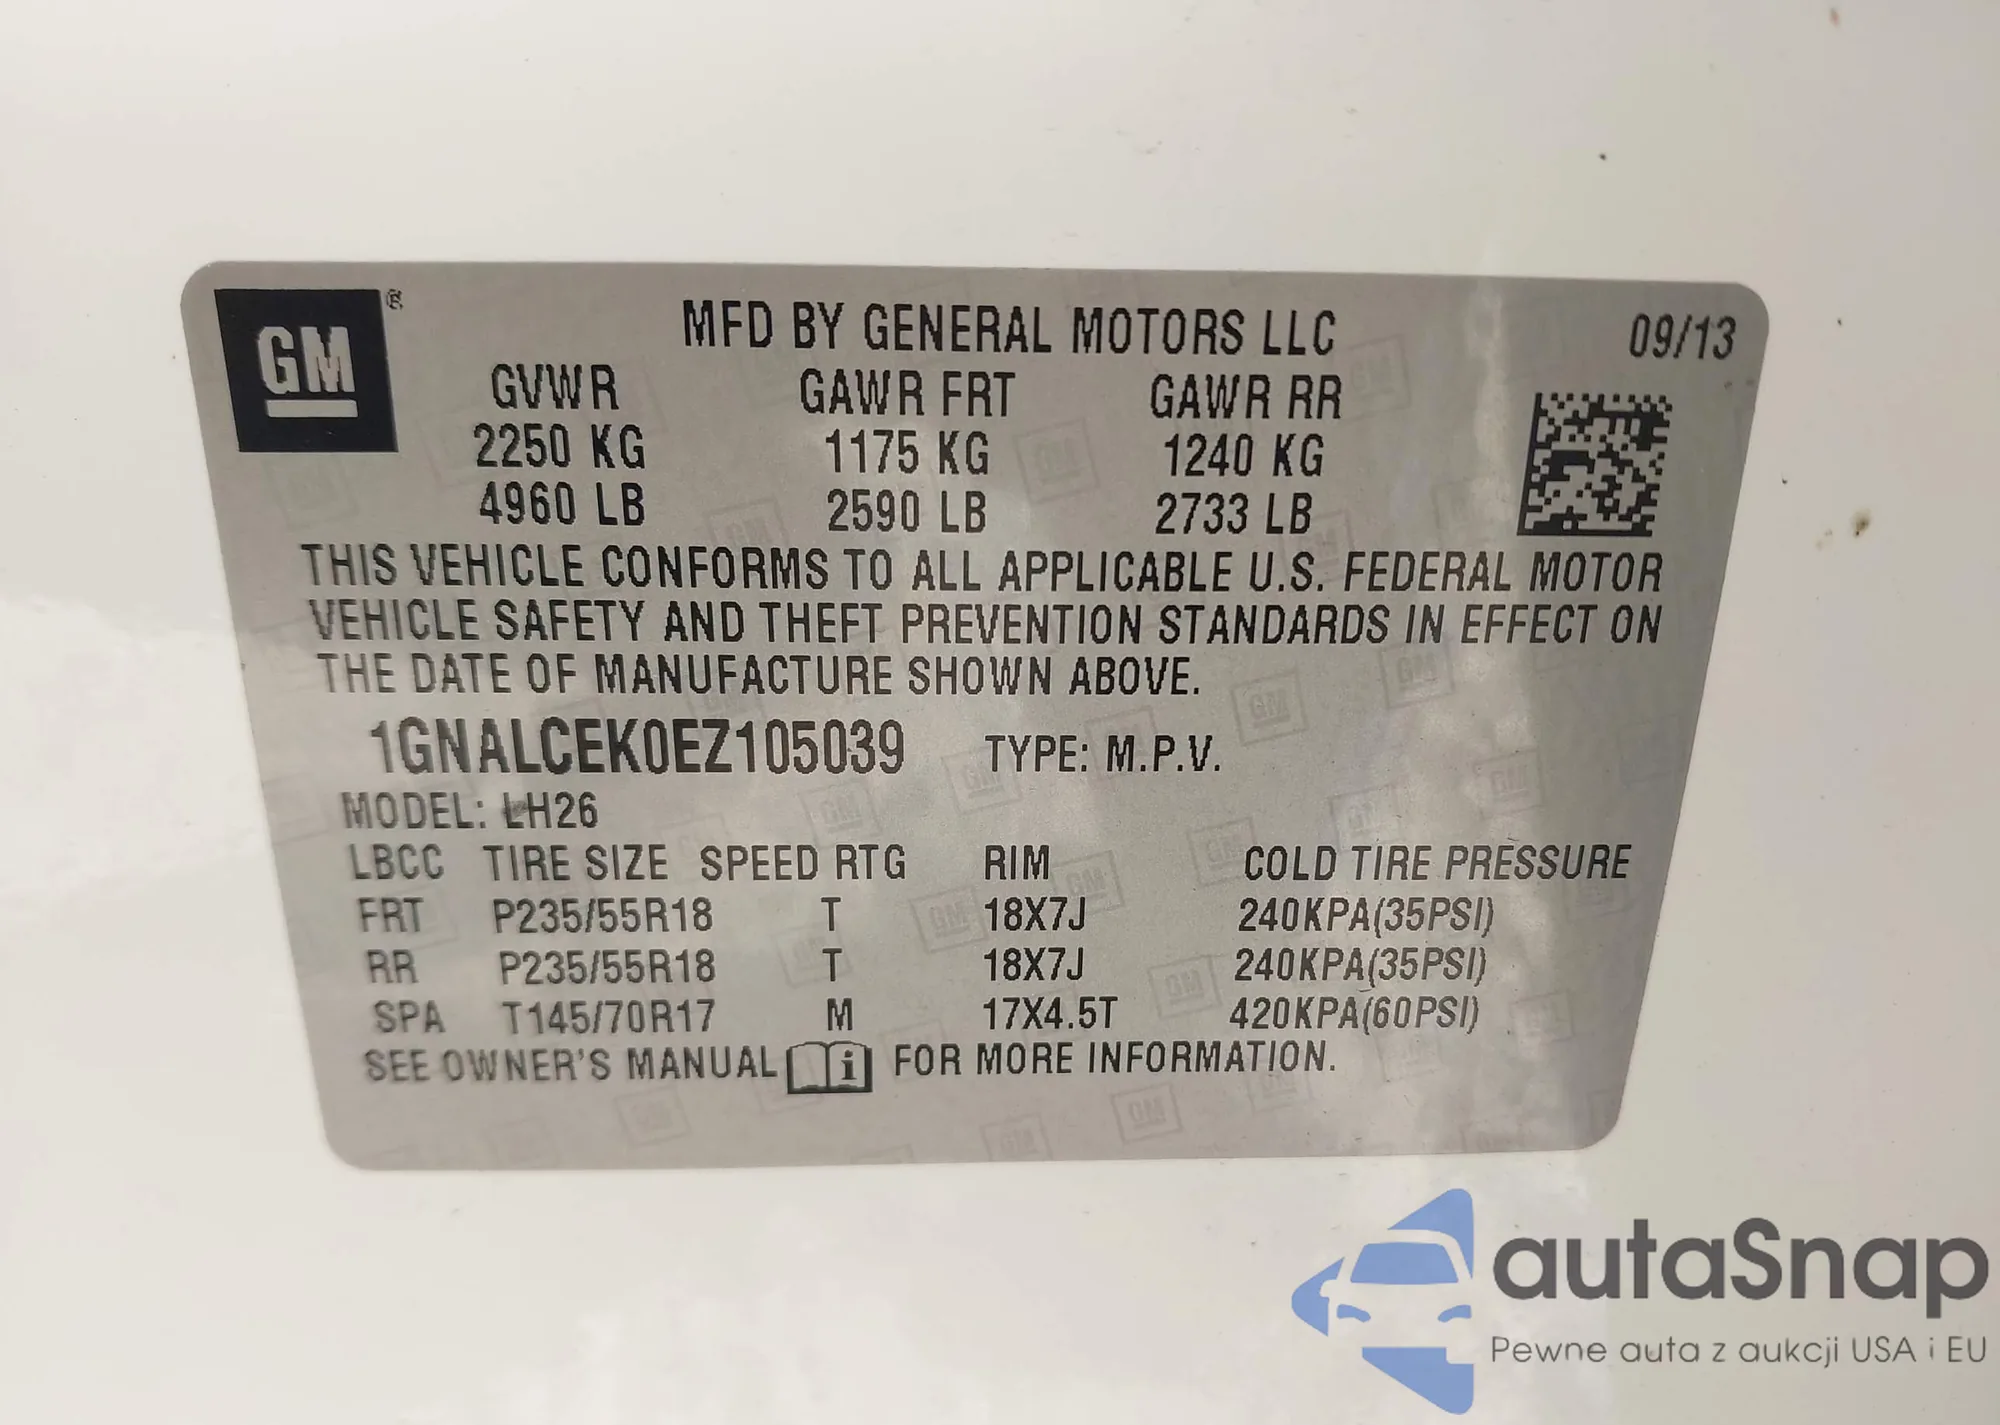 GM ®
MFD BY GENERAL MOTORS LLC 09/13
GVWR GAWR FRT GAWR RR
2250 KG 1175 KG 1240 KG
4960 LB 2590 LB 2733 LB
THIS VEHICLE CONFORMS TO ALL APPLICABLE U.S. FEDERAL MOTOR
VEHICLE SAFETY AND THEFT PREVENTION STANDARDS IN EFFECT ON
THE DATE OF MANUFACTURE SHOWN ABOVE.
1GNALCEK0EZ105039 TYPE: M.P.V.
MODEL: LH26
LBCC TIRE SIZE SPEED RTG RIM COLD TIRE PRESSURE
FRT P235/55R18 T 18X7J 240KPA(35PSI)
RR P235/55R18 T 18X7J 240KPA(35PSI)
SPA T145/70R17 M 17X4.5T 420KPA(60PSI)
SEE OWNER'S MANUAL i FOR MORE INFORMATION.
autaSnap
Pewne auta z aukcji USA i EU